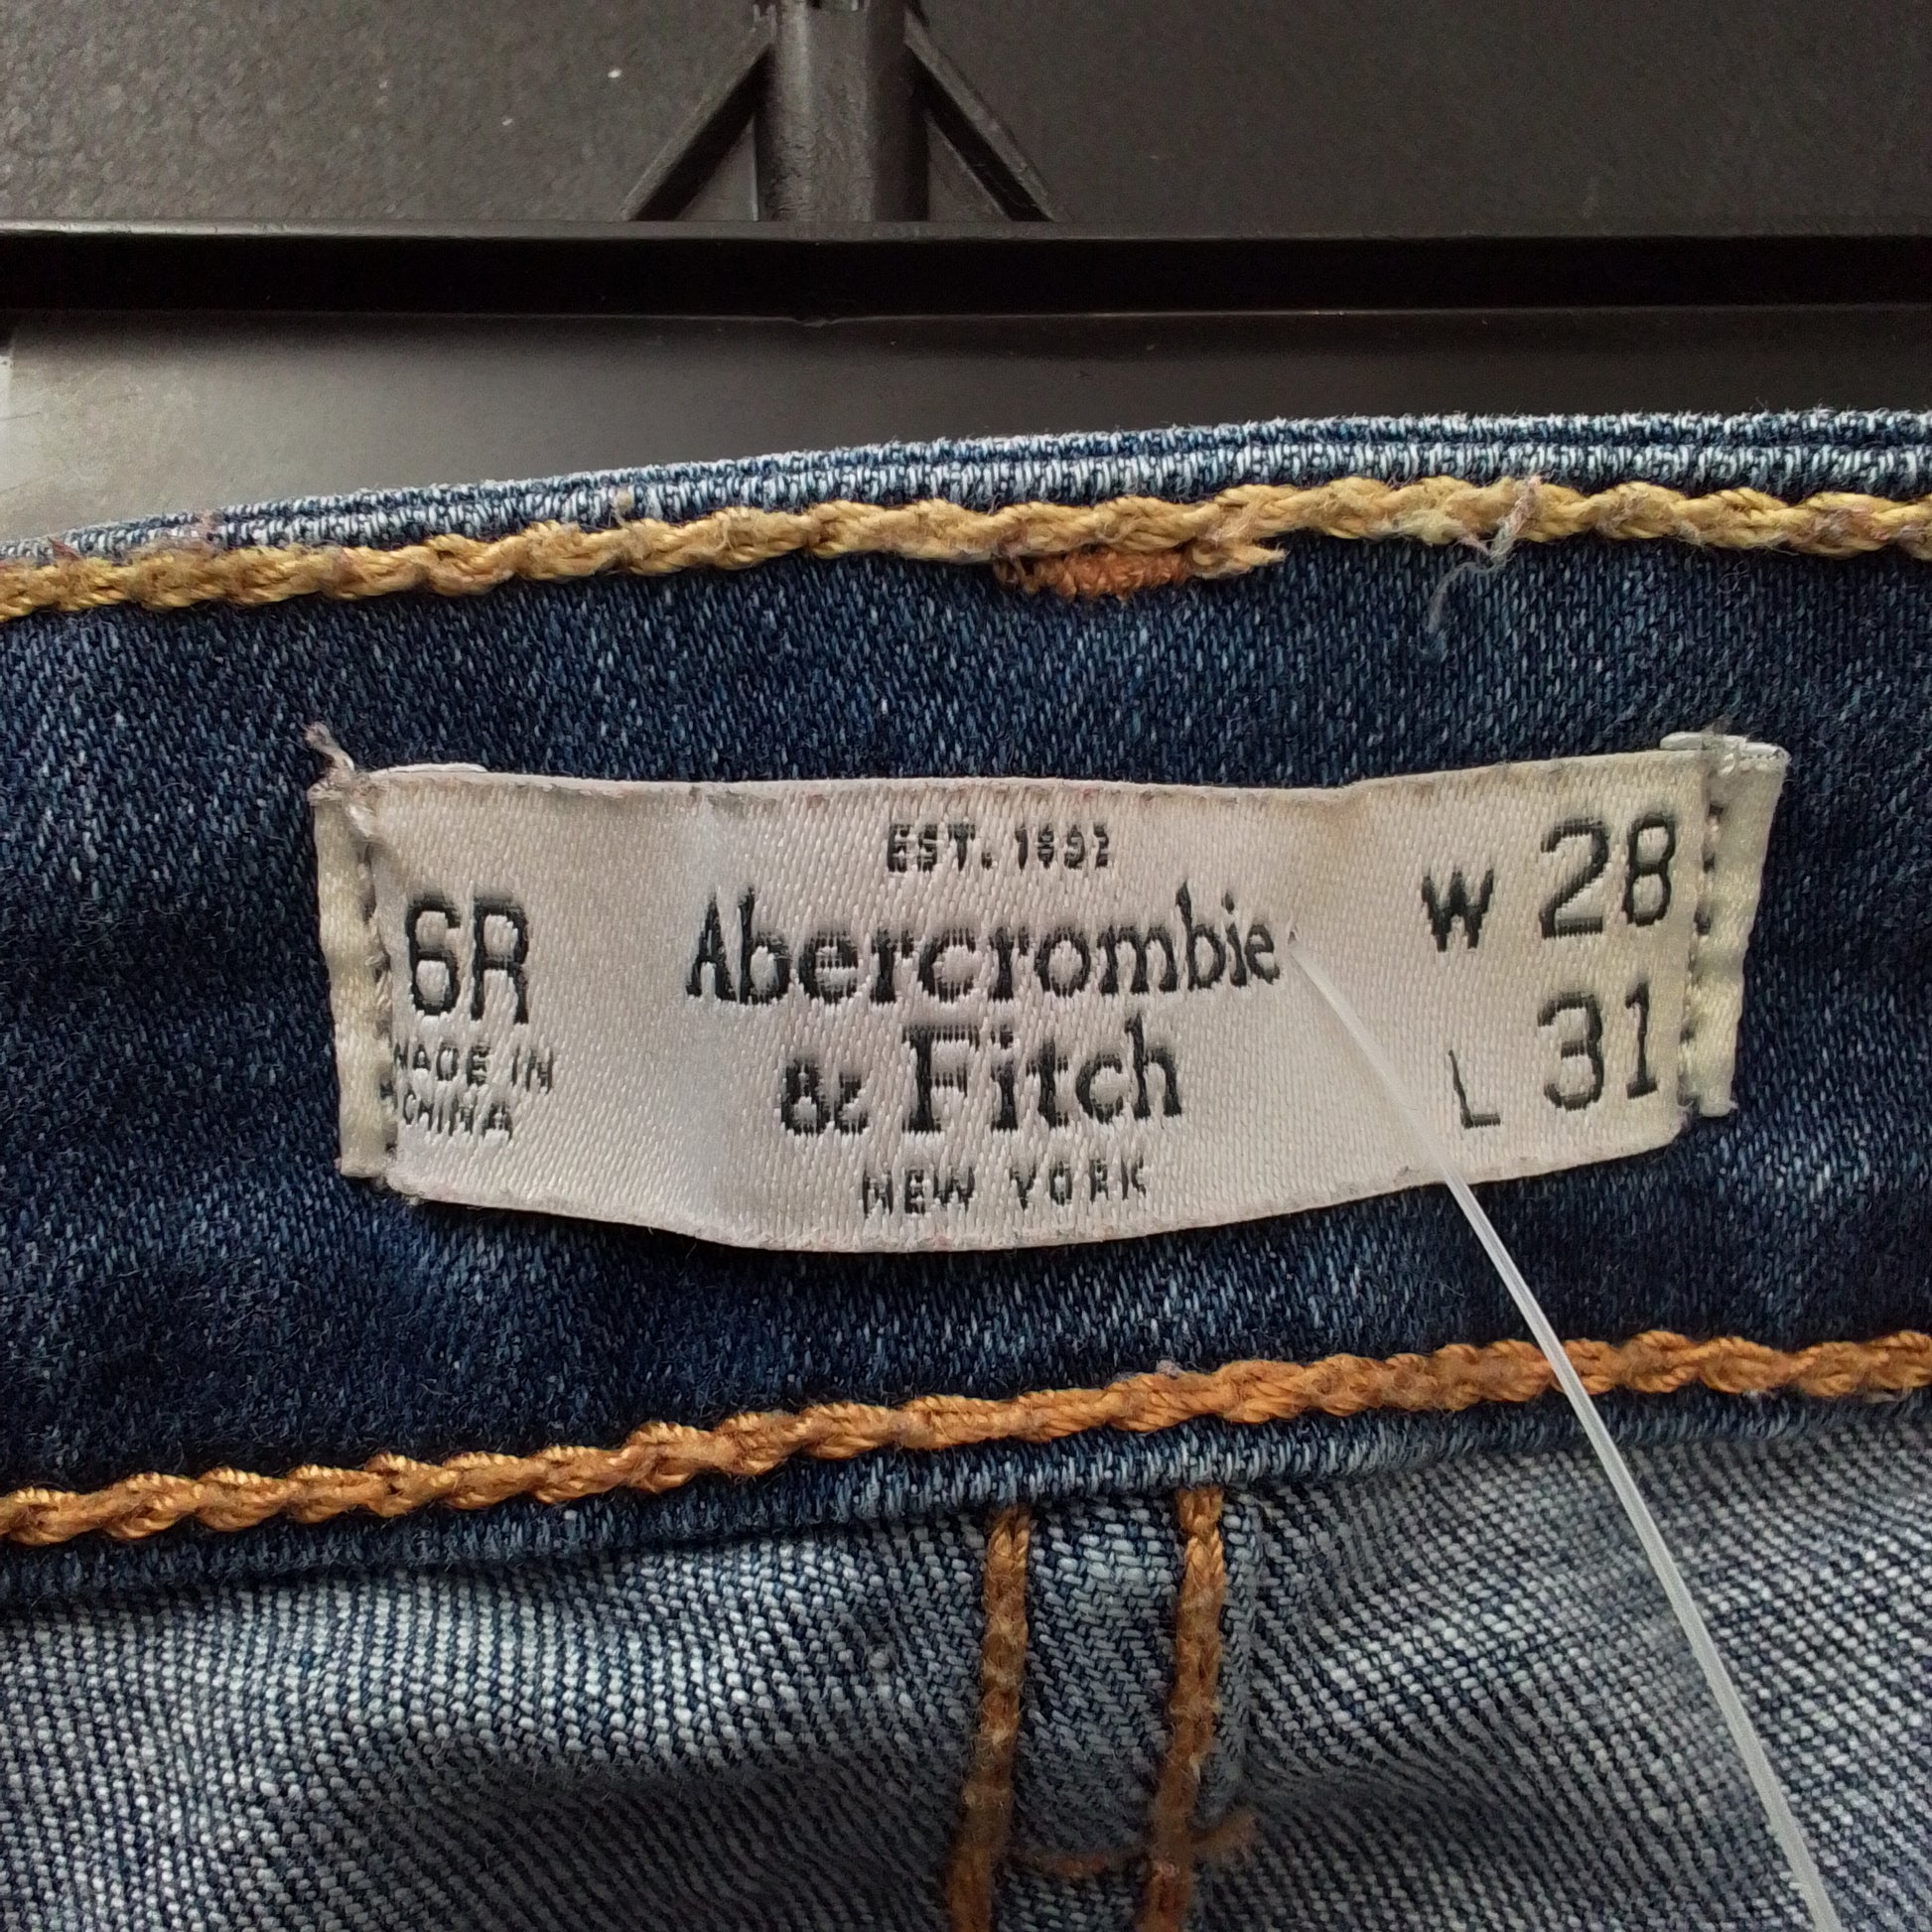 EST. 1892
Abercrombie
& Fitch
NEW YORK
6R
MADE IN
CHINA
W 28
L 31